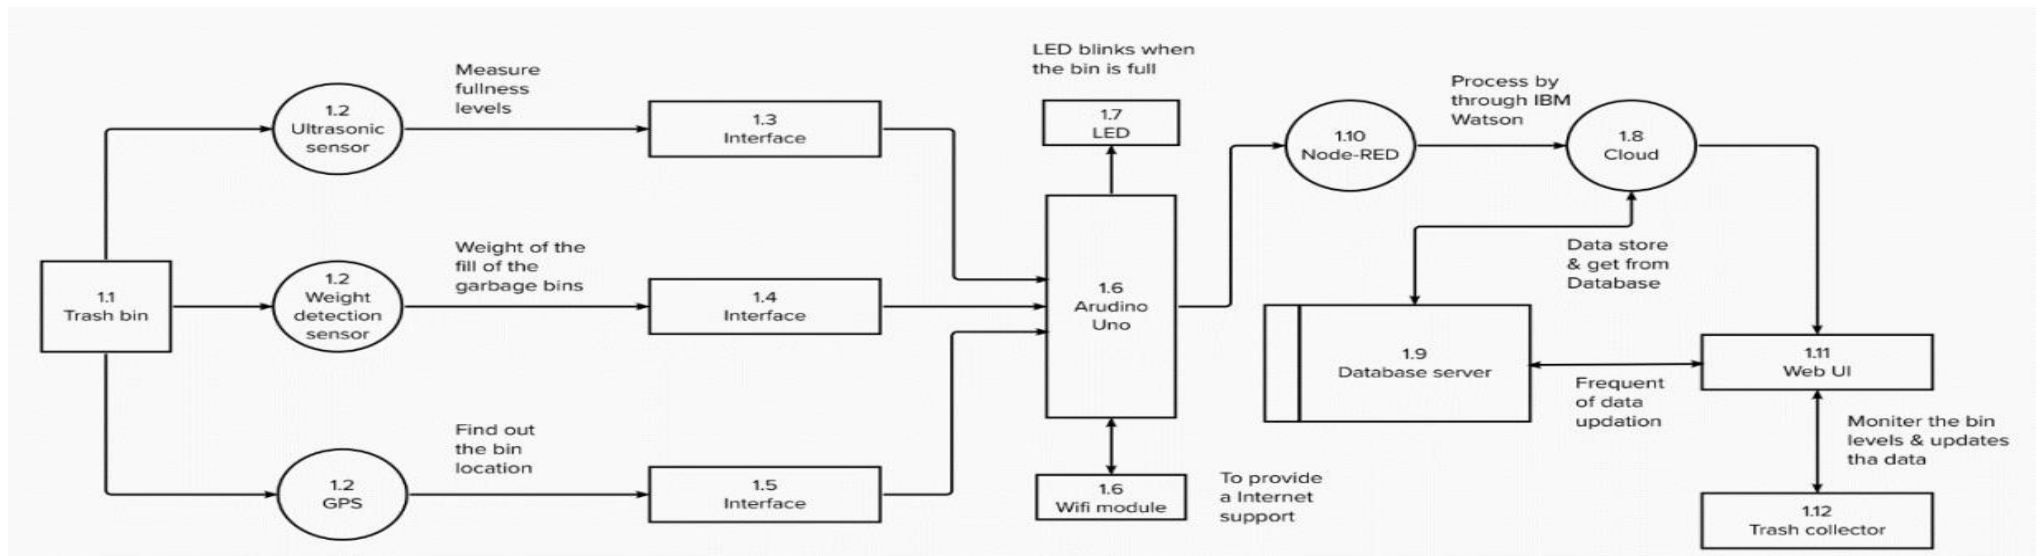 LED blinks when
the bin is full
Measure
fullness
levels
Process by
through IBM
Watson
1.2
Ultrasonic
sensor
1.3
Interface
1.7
LED
1.10
Node-RED
1.8
Cloud
Weight of the
fill of the
garbage bins
Data store
& get from
Database
1.1
Trash bin
1.2
Weight
detection
sensor
1.4
Interface
1.6
Arudino
Uno
1.9
Database server
1.11
Web UI
Frequent
of data
updation
Moniter the bin
levels & updates
tha data
Find out
the bin
location
1.2
GPS
1.5
Interface
1.6
Wifi module
To provide
a Internet
support
1.12
Trash collector